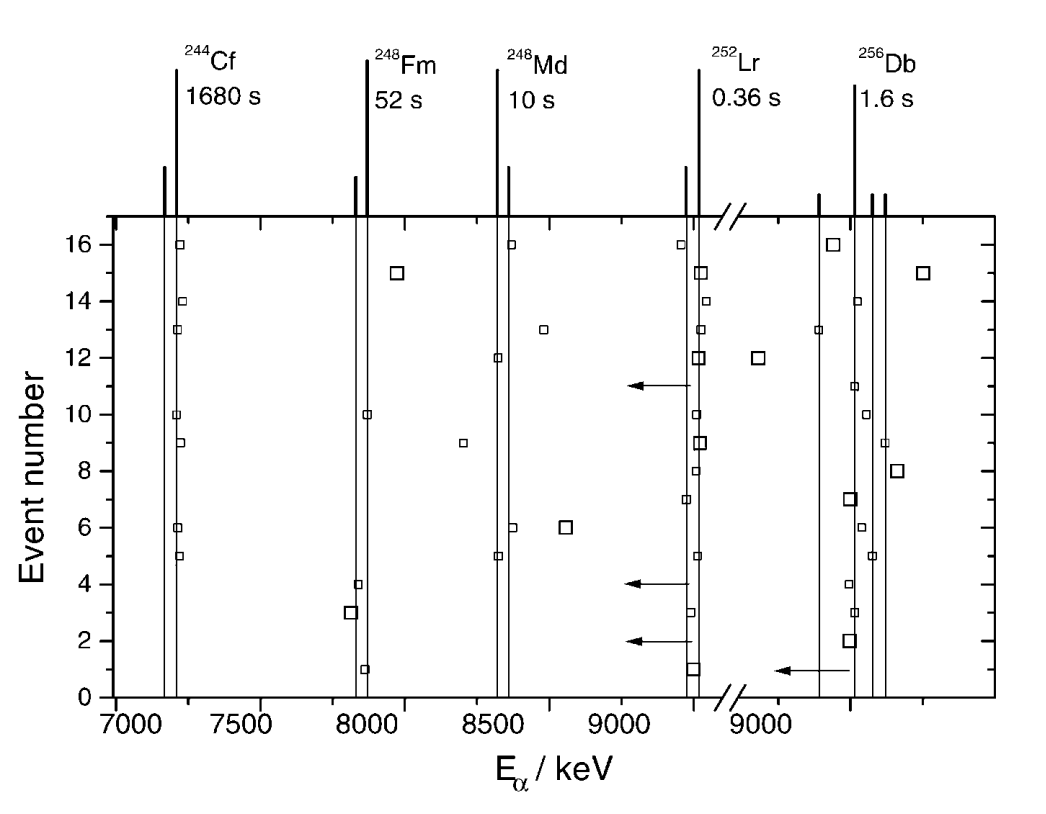 ²⁴⁴Cf
1680 s
²⁴⁸Fm
52 s
²⁴⁸Md
10 s
²⁵²Lr
0.36 s
²⁵⁶Db
1.6 s
16
14
12
10
8
6
4
2
0
Event number
7000 7500 8000 8500 9000 9000
Eα / keV